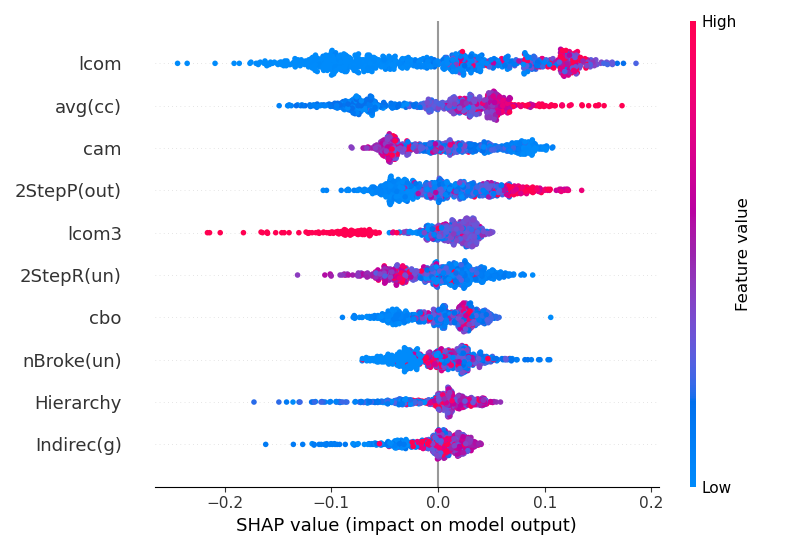 High
lcom
avg(cc)
cam
2StepP(out)
lcom3
2StepR(un)
cbo
nBroke(un)
Hierarchy
Indirec(g)
Feature value
Low
−0.2 −0.1 0.0 0.1 0.2
SHAP value (impact on model output)